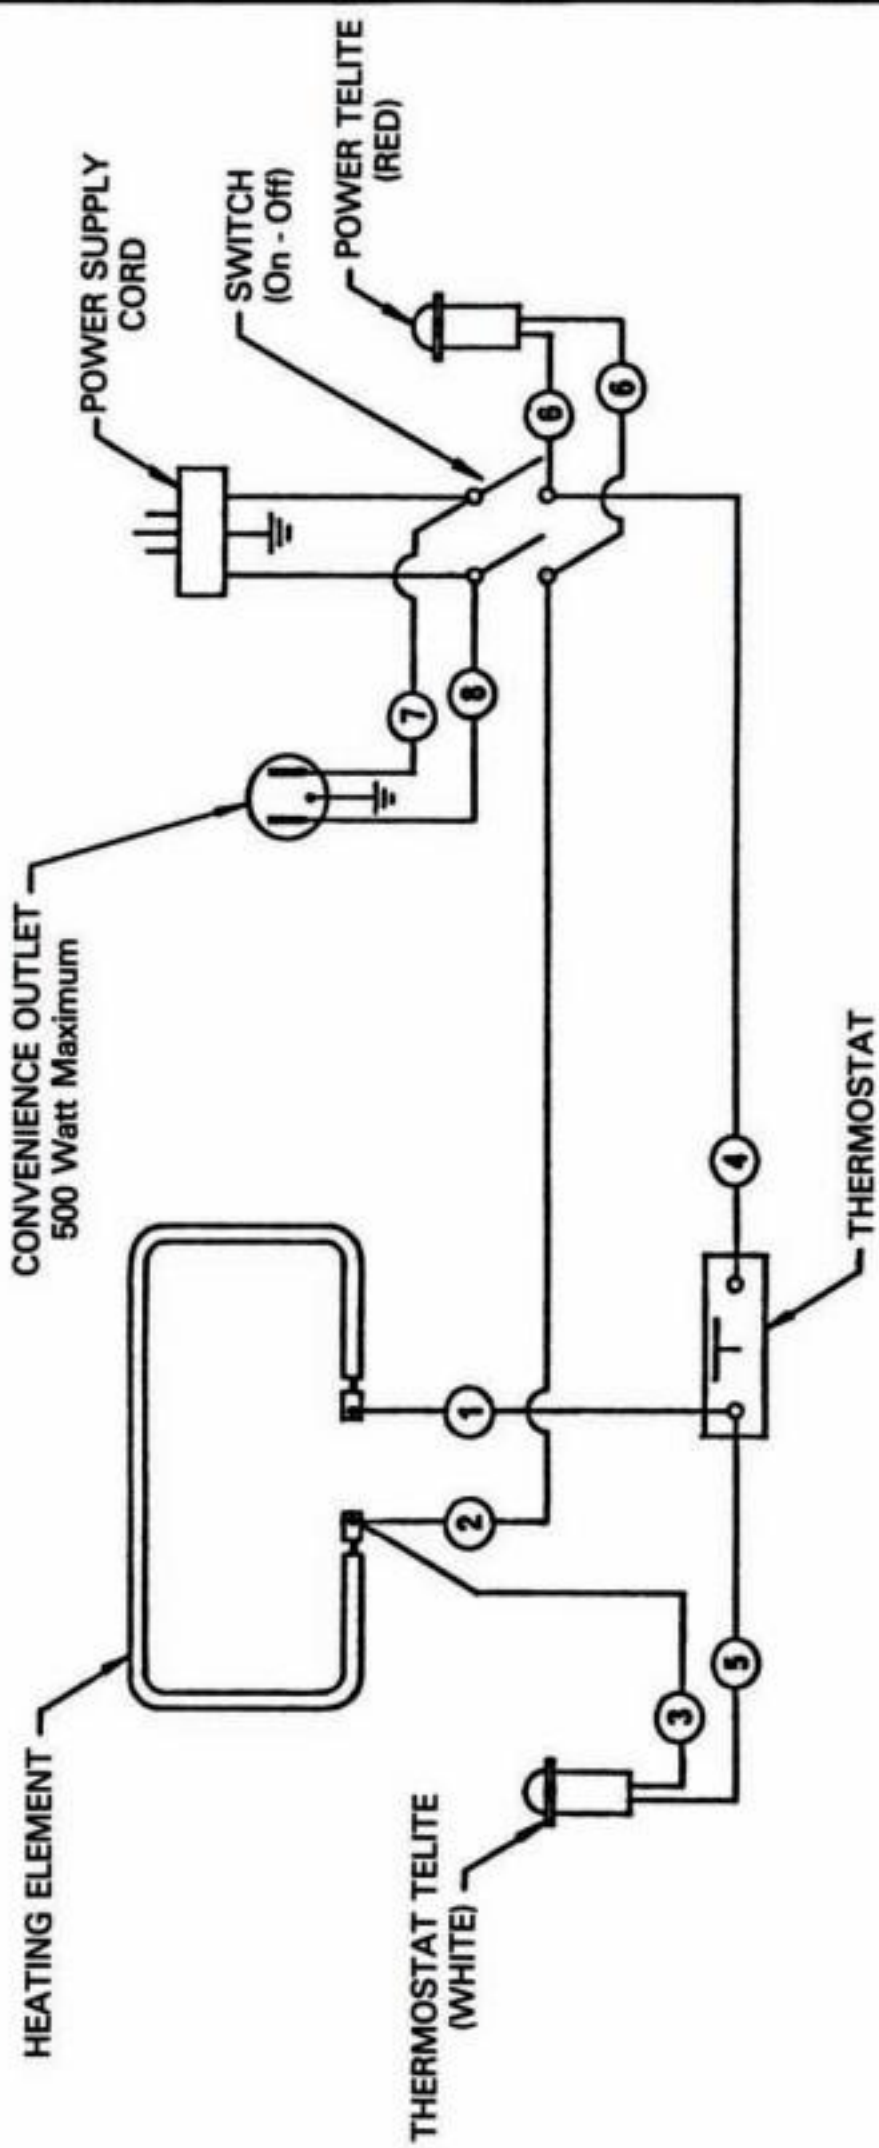 HEATING ELEMENT
CONVENIENCE OUTLET
500 Watt Maximum
POWER SUPPLY
CORD
SWITCH
(On - Off)
POWER TELITE
(RED)
THERMOSTAT TELITE
(WHITE)
THERMOSTAT
1
2
3
4
5
6
6
7
8